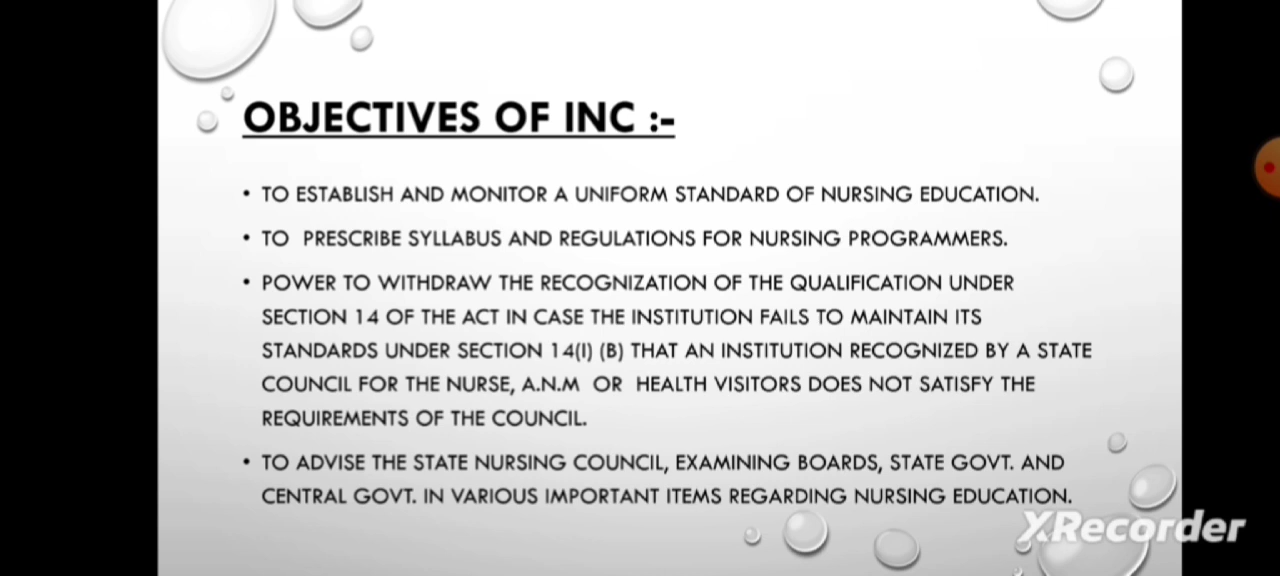 OBJECTIVES OF INC :-
• TO ESTABLISH AND MONITOR A UNIFORM STANDARD OF NURSING EDUCATION.
• TO PRESCRIBE SYLLABUS AND REGULATIONS FOR NURSING PROGRAMMERS.
• POWER TO WITHDRAW THE RECOGNIZATION OF THE QUALIFICATION UNDER
SECTION 14 OF THE ACT IN CASE THE INSTITUTION FAILS TO MAINTAIN ITS
STANDARDS UNDER SECTION 14(I) (B) THAT AN INSTITUTION RECOGNIZED BY A STATE
COUNCIL FOR THE NURSE, A.N.M OR HEALTH VISITORS DOES NOT SATISFY THE
REQUIREMENTS OF THE COUNCIL.
• TO ADVISE THE STATE NURSING COUNCIL, EXAMINING BOARDS, STATE GOVT. AND
CENTRAL GOVT. IN VARIOUS IMPORTANT ITEMS REGARDING NURSING EDUCATION.
XRecorder